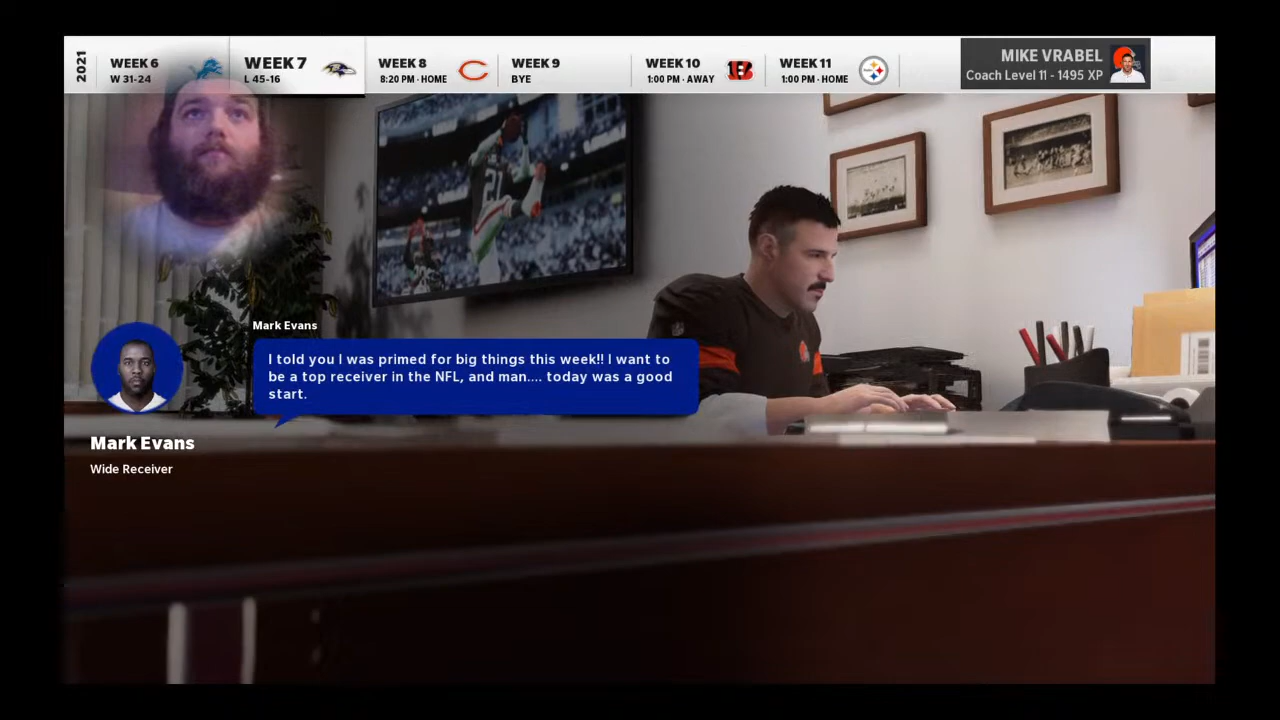 2021
WEEK 6
W 31-24
WEEK 7
L 45-16
WEEK 8
8:20 PM · HOME
WEEK 9
BYE
WEEK 10
1:00 PM · AWAY
WEEK 11
1:00 PM · HOME
MIKE VRABEL
Coach Level 11 - 1495 XP
21
Mark Evans
I told you I was primed for big things this week!! I want to
be a top receiver in the NFL, and man.... today was a good
start.
Mark Evans
Wide Receiver